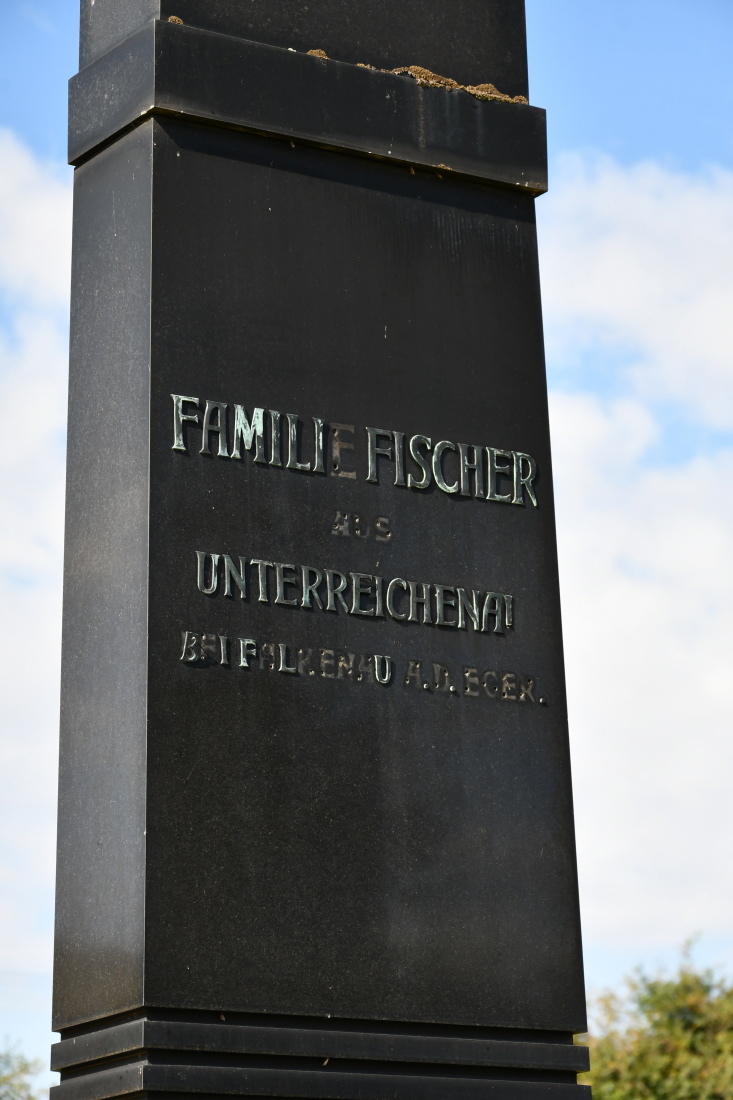 FAMILIE FISCHER
AUS
UNTERREICHENAU
BEI FALKENAU A.D. EGER.